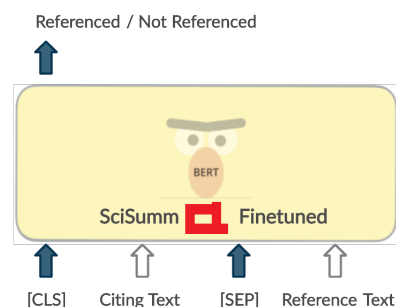 Referenced / Not Referenced
BERT
SciSumm Finetuned
[CLS] Citing Text [SEP] Reference Text